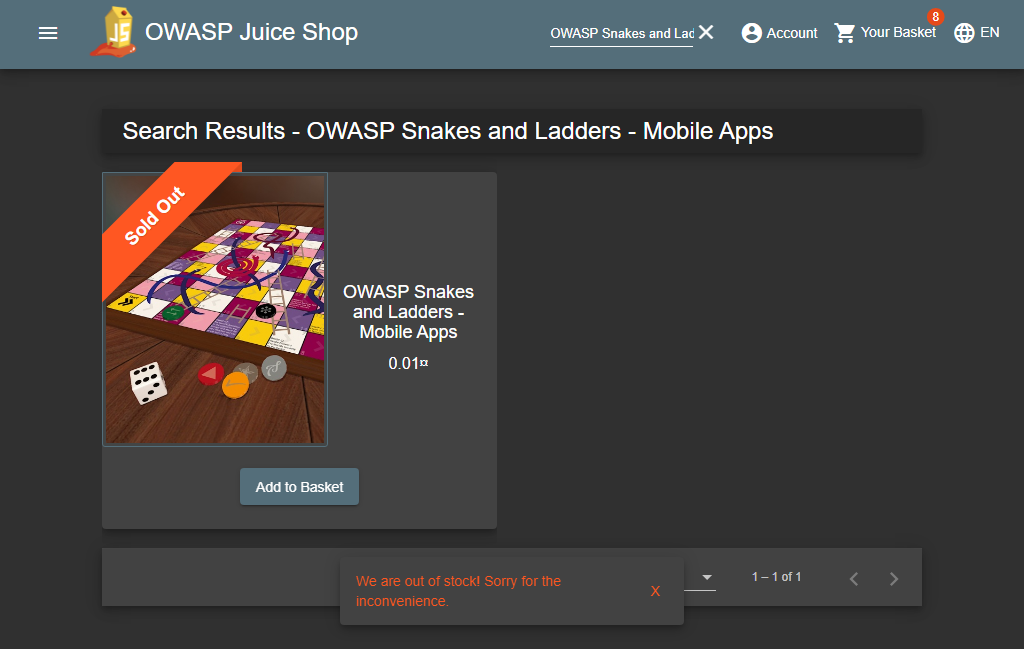 OWASP Juice Shop
OWASP Snakes and Lad
Account
Your Basket
8
EN
Search Results - OWASP Snakes and Ladders - Mobile Apps
Sold Out
OWASP Snakes
and Ladders -
Mobile Apps
0.01¤
Add to Basket
We are out of stock! Sorry for the
inconvenience.
X
1 – 1 of 1